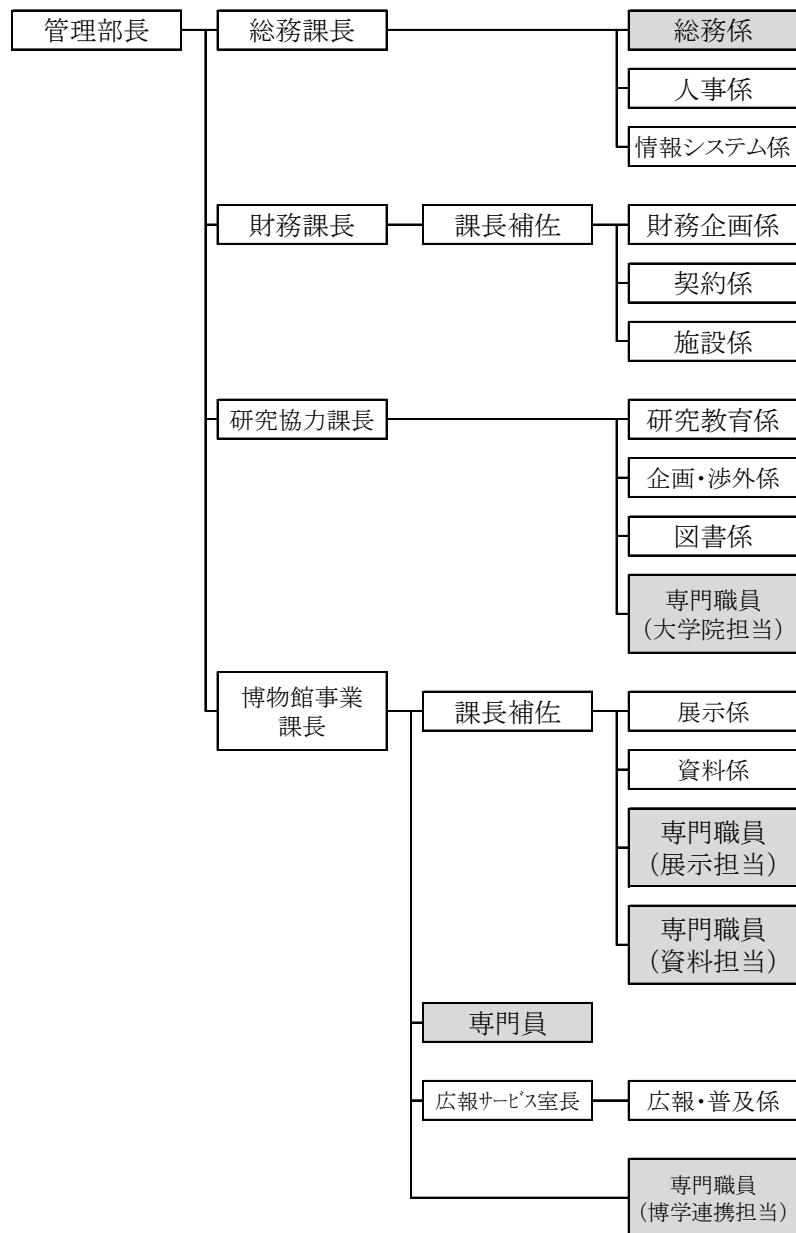 管理部長
総務課長
総務係
人事係
情報システム係
財務課長
課長補佐
財務企画係
契約係
施設係
研究協力課長
研究教育係
企画・渉外係
図書係
専門職員
（大学院担当）
博物館事業
課長
課長補佐
展示係
資料係
専門職員
（展示担当）
専門職員
（資料担当）
専門員
広報サービス室長
広報・普及係
専門職員
（博学連携担当）